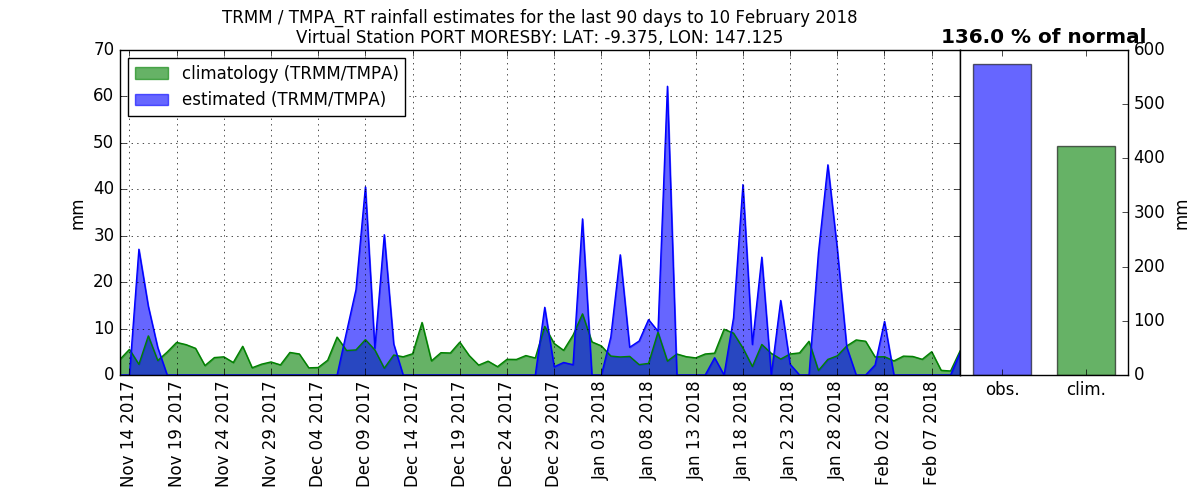 TRMM / TMPA_RT rainfall estimates for the last 90 days to 10 February 2018
Virtual Station PORT MORESBY: LAT: -9.375, LON: 147.125
136.0 % of normal
climatology (TRMM/TMPA)
estimated (TRMM/TMPA)
70
60
50
40
30
20
10
0
mm
600
500
400
300
200
100
0
mm
Nov 14 2017
Nov 19 2017
Nov 24 2017
Nov 29 2017
Dec 04 2017
Dec 09 2017
Dec 14 2017
Dec 19 2017
Dec 24 2017
Dec 29 2017
Jan 03 2018
Jan 08 2018
Jan 13 2018
Jan 18 2018
Jan 23 2018
Jan 28 2018
Feb 02 2018
Feb 07 2018
obs.
clim.